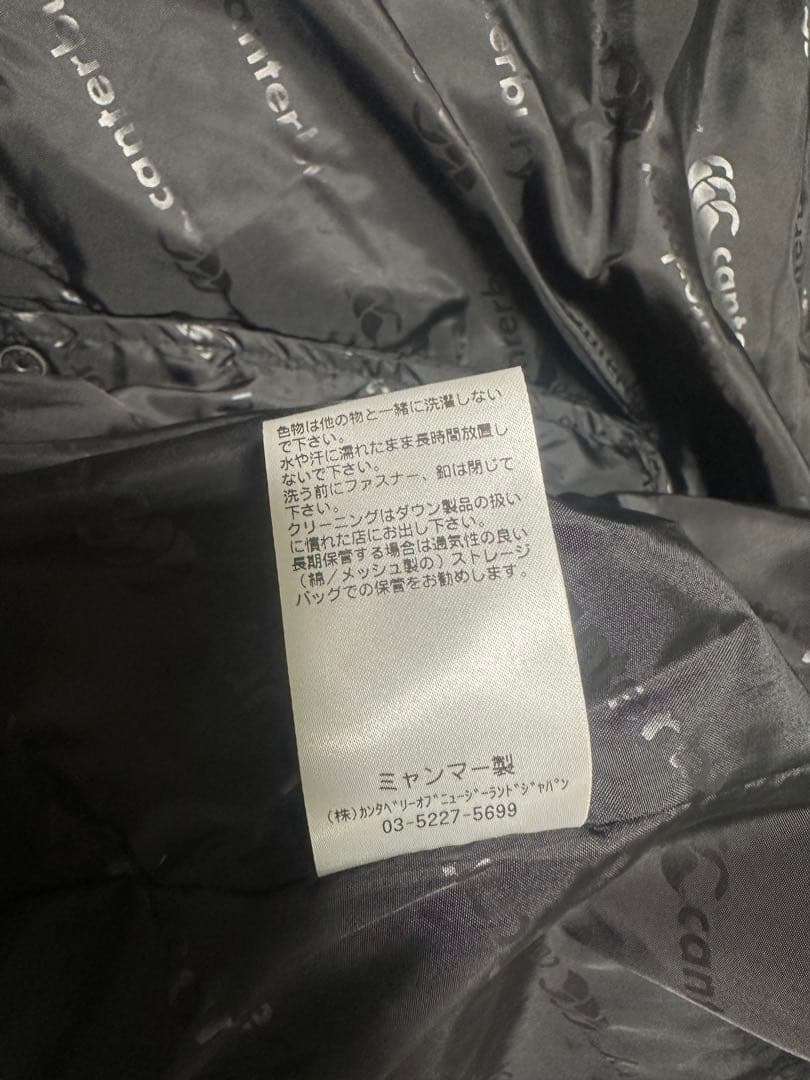 canterbu
canterb
terbu
canter
canterb
色物は他の物と一緒に洗濯しない
で下さい。
水や汗に濡れたまま長時間放置し
ないで下さい。
洗う前にファスナー、釦は閉じて
下さい。
クリーニングはダウン製品の扱い
に慣れた店にお出し下さい。
長期保管する場合は通気性の良い
(綿/メッシュ製の)ストレージ
バッグでの保管をお勧めします。
ミャンマー製
(株)カンタベリーオブニュージーランドジャパン
03-5227-5699
cant